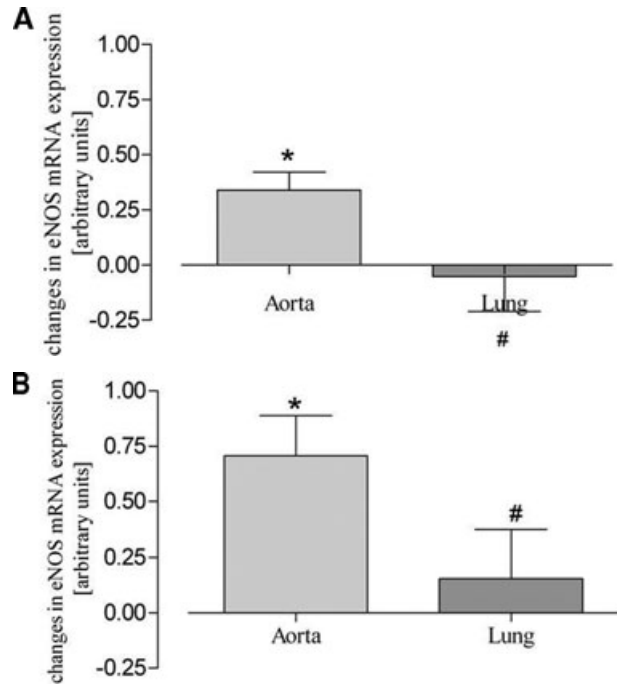 A
changes in eNOS mRNA expression
[arbitrary units]
1.00
0.75
0.50
0.25
0.00
-0.25
*
Aorta
Lung
#
B
changes in eNOS mRNA expression
[arbitrary units]
1.00
0.75
0.50
0.25
0.00
-0.25
*
#
Aorta
Lung